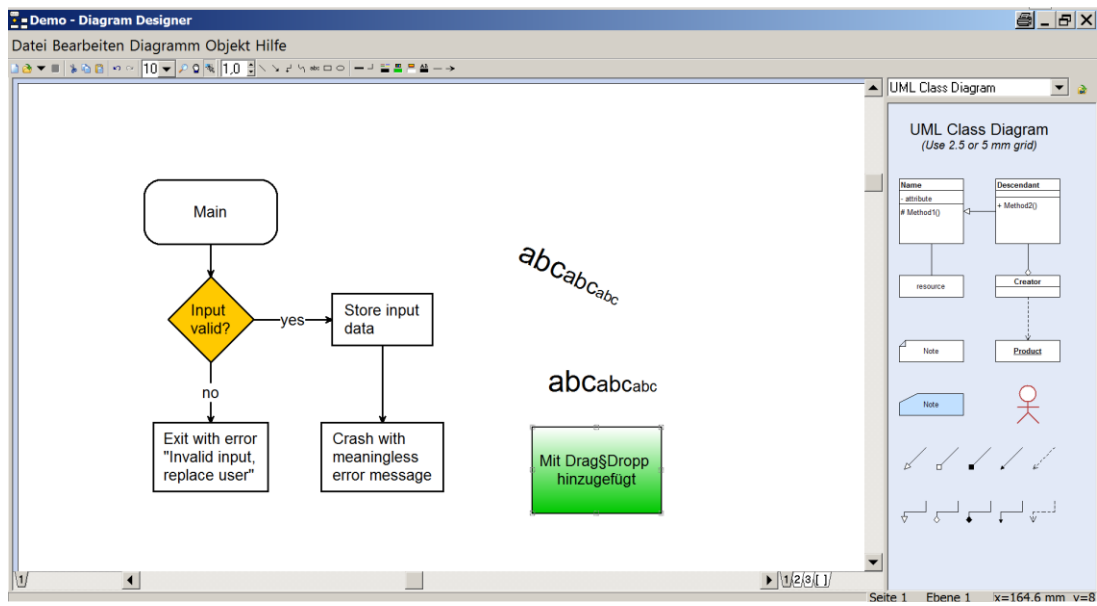 Demo - Diagram Designer
Datei Bearbeiten Diagramm Objekt Hilfe
10
1,0
abc
UML Class Diagram
UML Class Diagram
(Use 2.5 or 5 mm grid)
Name
- attribute
# Method1()
Descendant
+ Method2()
resource
Creator
Note
Product
Note
Main
Input
valid?
yes
Store input
data
no
Exit with error
"Invalid input,
replace user"
Crash with
meaningless
error message
abcabcabcabc
abcabcabc
Mit Drag§Dropp
hinzugefügt
1
1 2 3 [ ]
Seite 1 Ebene 1 x=164.6 mm y=8